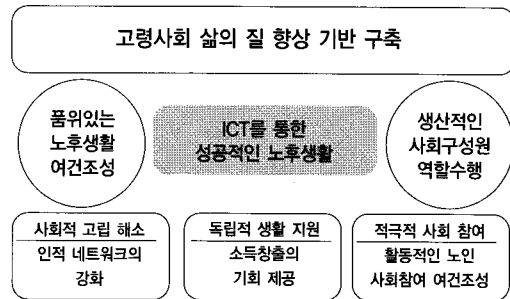 고령사회 삶의 질 향상 기반 구축
품위있는
노후생활
여건조성
ICT를 통한
성공적인 노후생활
생산적인
사회구성원
역할수행
사회적 고립 해소
인적 네트워크의
강화
독립적 생활 지원
소득창출의
기회 제공
적극적 사회 참여
활동적인 노인
사회참여 여건조성